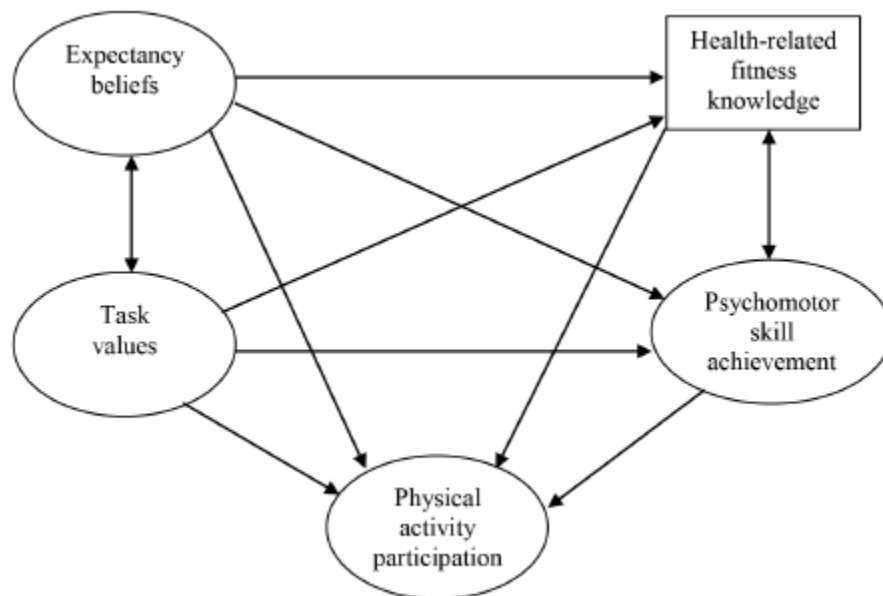 Expectancy
beliefs
Health-related
fitness
knowledge
Task
values
Psychomotor
skill
achievement
Physical
activity
participation